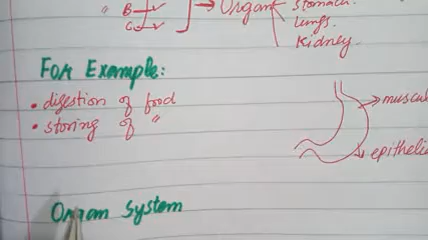 B
C
Organ
Stomach
Lungs.
Kidney.
For Example:
• digestion of food
• storing of "
muscul
epitheli
Organ System